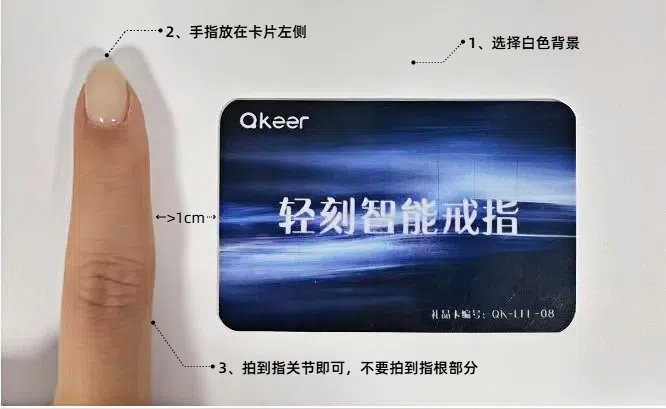 2、手指放在卡片左侧
1、选择白色背景
Qkeer
>1cm
轻刻智能戒指
礼品卡编号：QK-LLL-08
3、拍到指关节即可，不要拍到指根部分